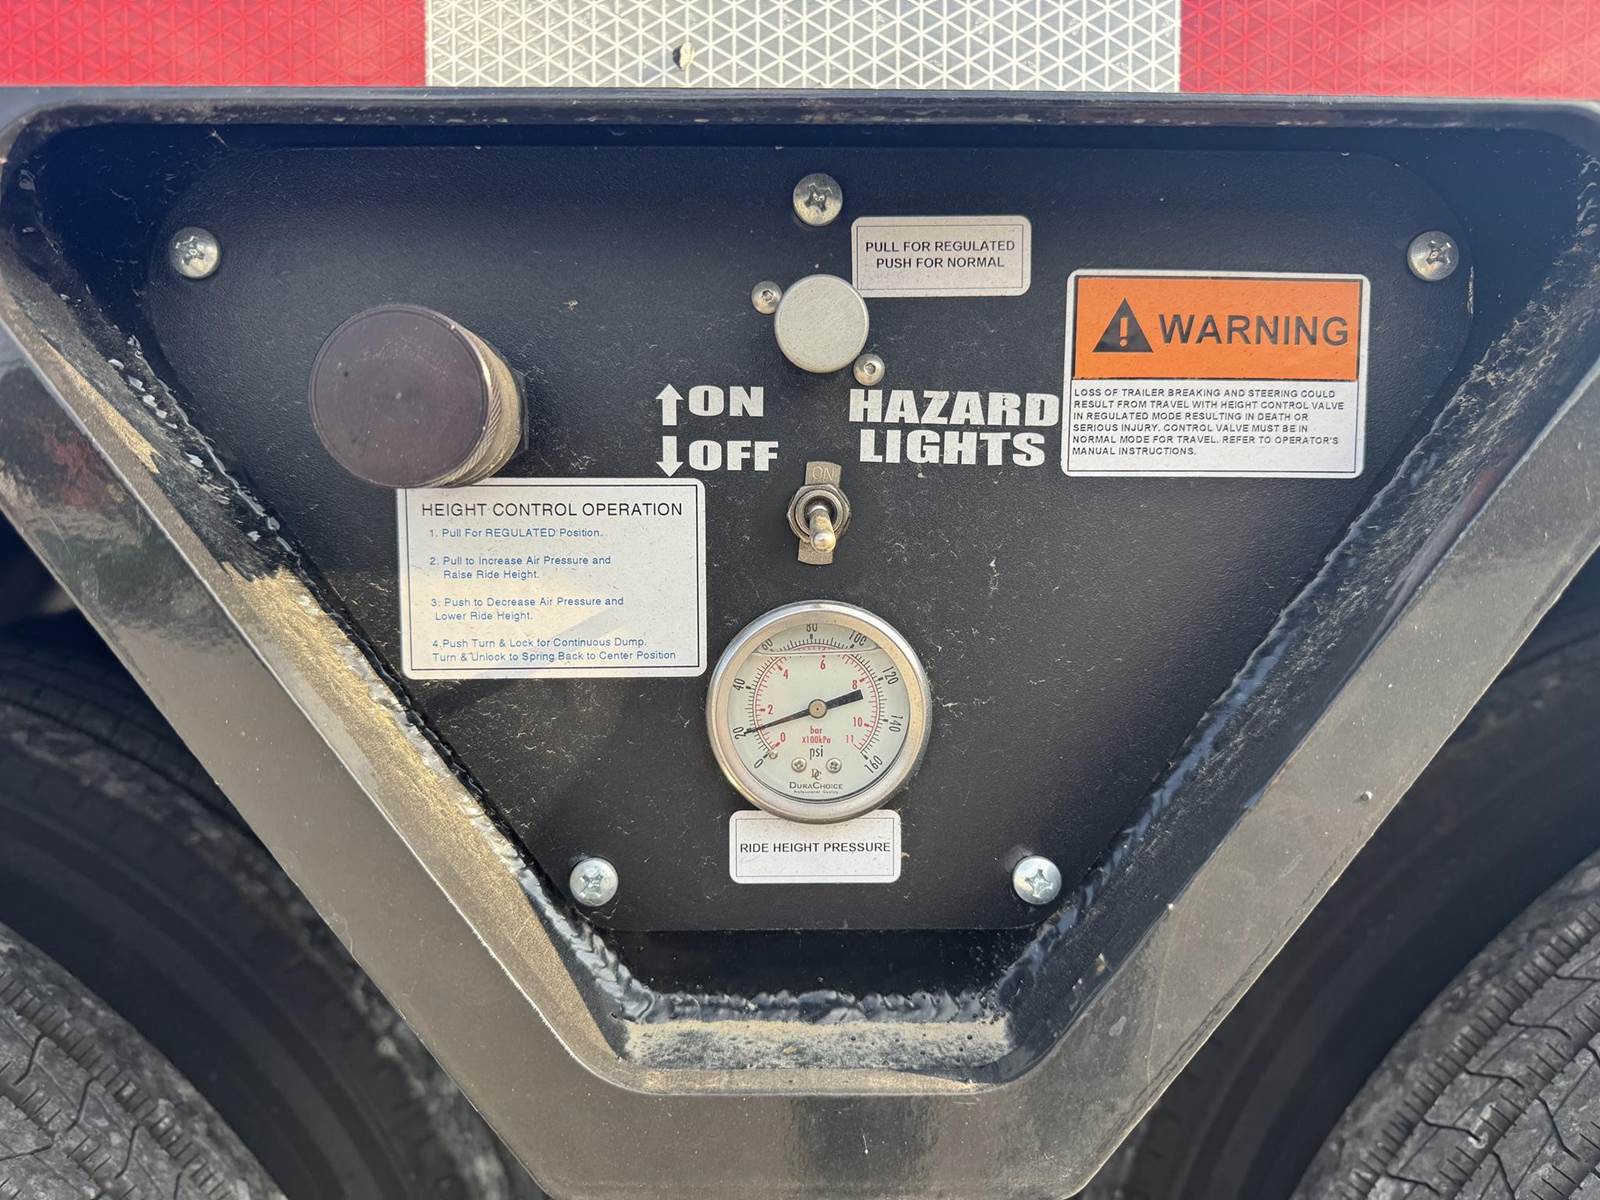 PULL FOR REGULATED
PUSH FOR NORMAL
WARNING
LOSS OF TRAILER BREAKING AND STEERING COULD
RESULT FROM TRAVEL WITH HEIGHT CONTROL VALVE
IN REGULATED MODE RESULTING IN DEATH OR
SERIOUS INJURY. CONTROL VALVE MUST BE IN
NORMAL MODE FOR TRAVEL. REFER TO OPERATOR'S
MANUAL INSTRUCTIONS.
ON
OFF
HAZARD
LIGHTS
ON
HEIGHT CONTROL OPERATION
1. Pull For REGULATED Position.
2. Pull to Increase Air Pressure and
Raise Ride Height.
3. Push to Decrease Air Pressure and
Lower Ride Height.
4.Push Turn & Lock for Continuous Dump.
Turn & Unlock to Spring Back to Center Position
0 20 40 60 80 100 120 140 160
0 2 4 6 8 10 11
bar
x100kPa
psi
DC
DURACHOICE
Professional Quality
RIDE HEIGHT PRESSURE